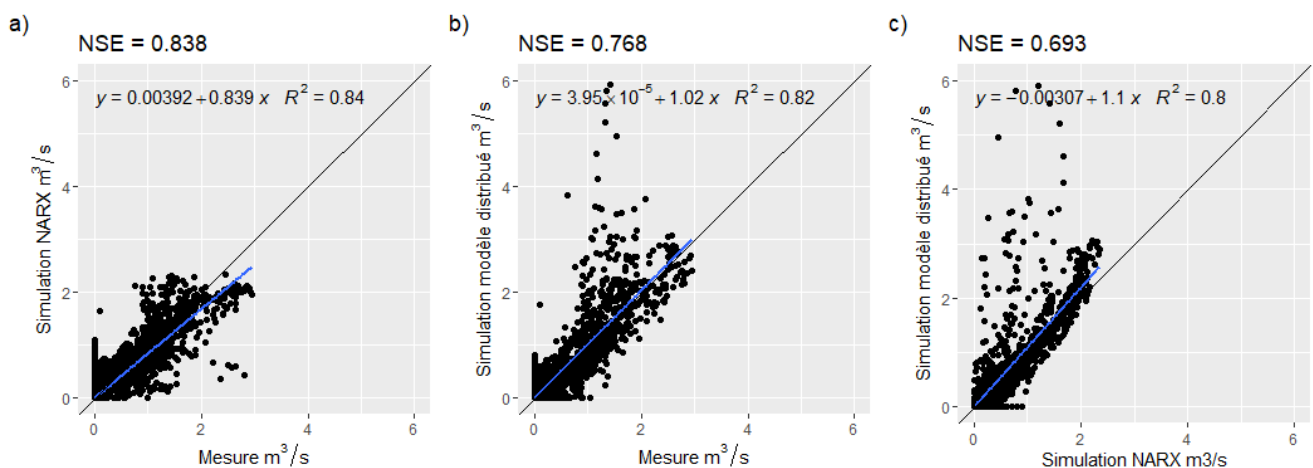 a)
NSE = 0.838
y = 0.00392 + 0.839 x R² = 0.84
Simulation NARX m³/s
6
4
2
0
0 2 4 6
Mesure m³/s
b)
NSE = 0.768
y = 3.95 × 10⁻⁵ + 1.02 x R² = 0.82
Simulation modèle distribué m³/s
6
4
2
0
0 2 4 6
Mesure m³/s
c)
NSE = 0.693
y = −0.00307 + 1.1 x R² = 0.8
Simulation modèle distribué m³/s
6
4
2
0
0 2 4 6
Simulation NARX m3/s